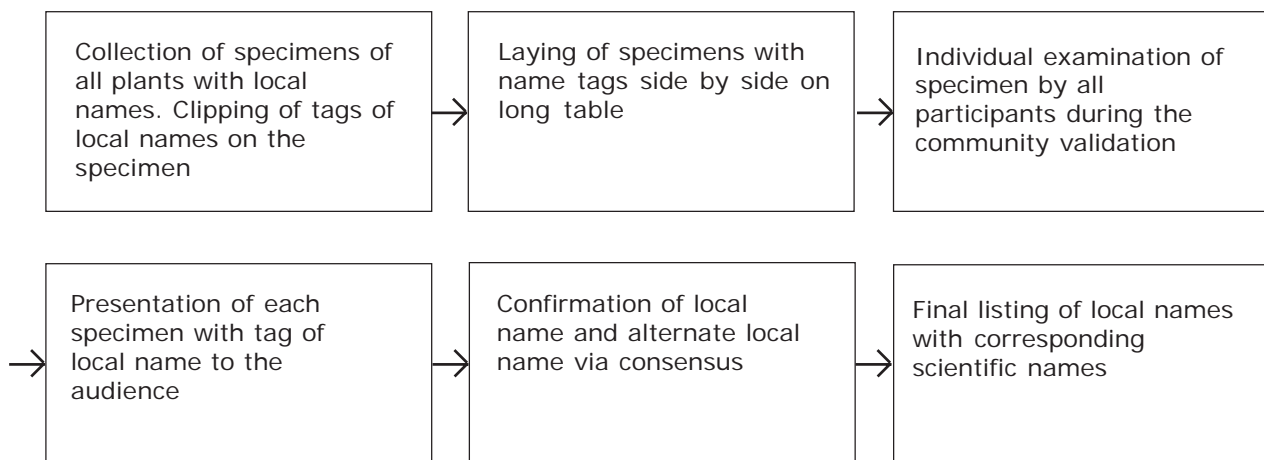 Collection of specimens of
all plants with local
names. Clipping of tags of
local names on the
specimen
Laying of specimens with
name tags side by side on
long table
Individual examination of
specimen by all
participants during the
community validation
Presentation of each
specimen with tag of
local name to the
audience
Confirmation of local
name and alternate local
name via consensus
Final listing of local names
with corresponding
scientific names